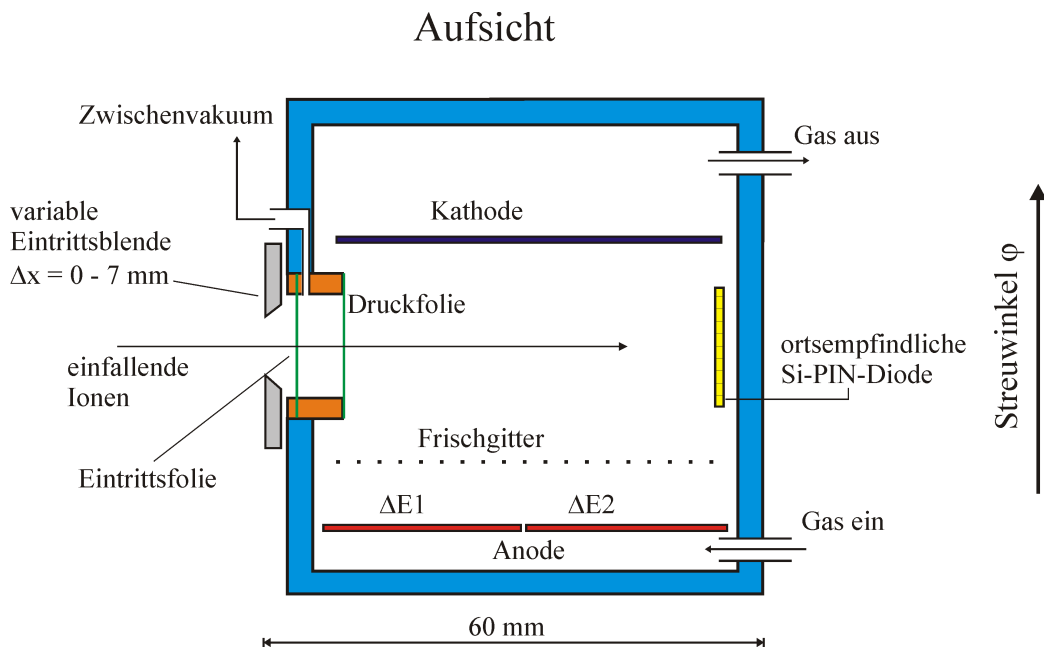 Aufsicht
Zwischenvakuum
Gas aus
variable
Eintrittsblende
Δx = 0 - 7 mm
Kathode
Druckfolie
einfallende
Ionen
ortsempfindliche
Si-PIN-Diode
Streuwinkel φ
Frischgitter
Eintrittsfolie
ΔE1
ΔE2
Gas ein
Anode
60 mm